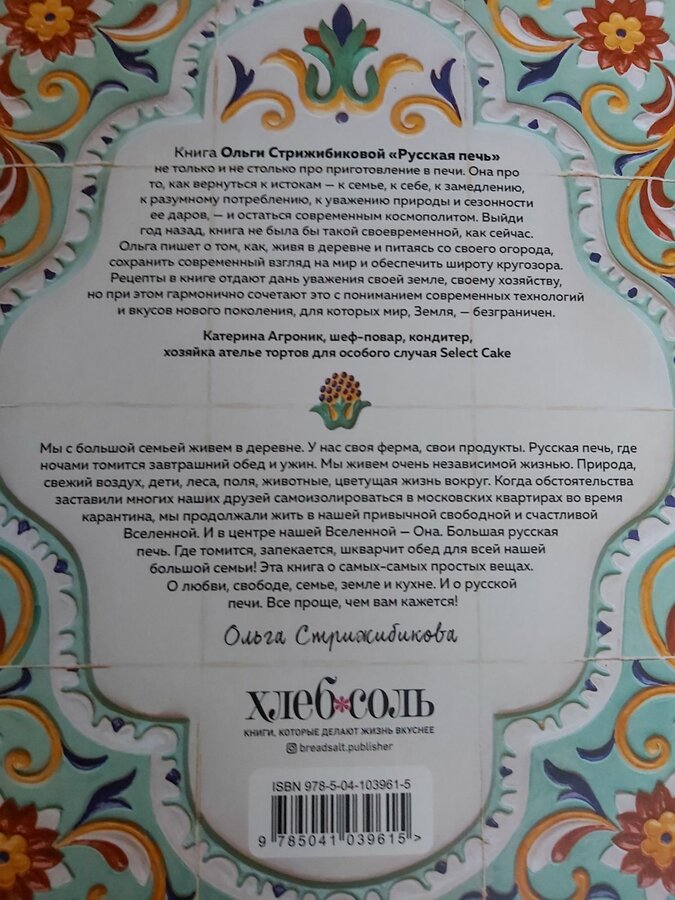 Книга Ольги Стрижибиковой «Русская печь»
не только и не столько про приготовление в печи. Она про
то, как вернуться к истокам — к семье, к себе, к замедлению,
к разумному потреблению, к уважению природы и сезонности
ее даров, — и остаться современным космополитом. Выйди
год назад, книга не была бы такой своевременной, как сейчас.
Ольга пишет о том, как, живя в деревне и питаясь со своего огорода,
сохранить современный взгляд на мир и обеспечить широту кругозора.
Рецепты в книге отдают дань уважения своей земле, своему хозяйству,
но при этом гармонично сочетают это с пониманием современных технологий
и вкусов нового поколения, для которых мир, Земля, — безграничен.
Катерина Агроник, шеф-повар, кондитер,
хозяйка ателье тортов для особого случая Select Cake
Мы с большой семьей живем в деревне. У нас своя ферма, свои продукты. Русская печь, где
ночами томится завтрашний обед и ужин. Мы живем очень независимой жизнью. Природа,
свежий воздух, дети, леса, поля, животные, цветущая жизнь вокруг. Когда обстоятельства
заставили многих наших друзей самоизолироваться в московских квартирах во время
карантина, мы продолжали жить в нашей привычной свободной и счастливой
Вселенной. И в центре нашей Вселенной — Она. Большая русская
печь. Где томится, запекается, шкварчит обед для всей нашей
большой семьи! Эта книга о самых-самых простых вещах.
О любви, свободе, семье, земле и кухне. И о русской
печи. Все проще, чем вам кажется!
Ольга Стрижибикова
хлеб*соль
КНИГИ, КОТОРЫЕ ДЕЛАЮТ ЖИЗНЬ ВКУСНЕЕ
breadsalt.publisher
ISBN 978-5-04-103961-5
9 785041 039615 >